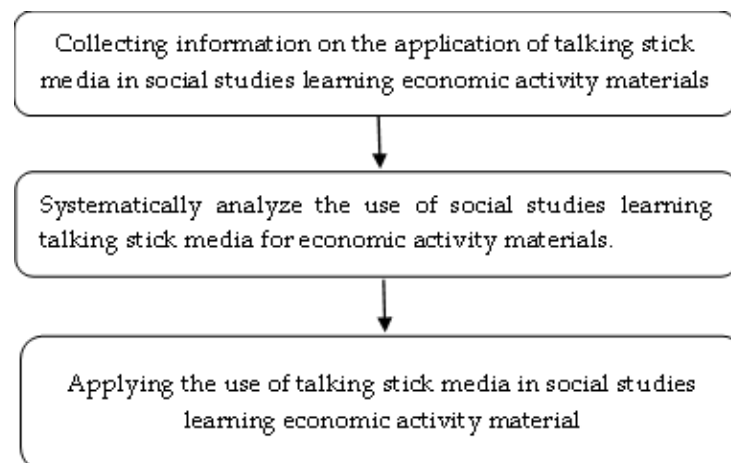 Collecting information on the application of talking stick
media in social studies learning economic activity materials
Systematically analyze the use of social studies learning
talking stick media for economic activity materials.
Applying the use of talking stick media in social studies
learning economic activity material